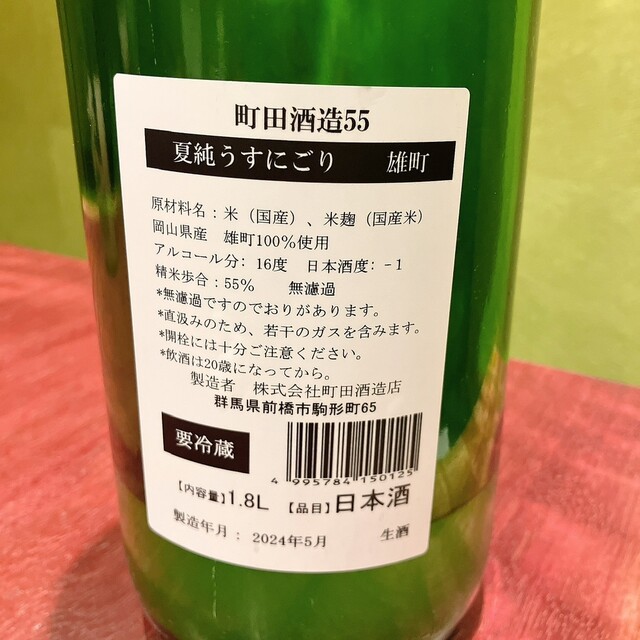 町田酒造55
夏純うすにごり　雄町
原材料名：米（国産）、米麹（国産米）
岡山県産　雄町100%使用
アルコール分: 16度　日本酒度: -1
精米歩合：55%　無濾過
*無濾過ですのでおりがあります。
*直汲みのため、若干のガスを含みます。
*開栓には十分ご注意ください。
*飲酒は20歳になってから。
製造者　株式会社町田酒造店
群馬県前橋市駒形町65
要冷蔵
4 995784 150125
【内容量】1.8L 【品目】日本酒
製造年月： 2024年5月　生酒